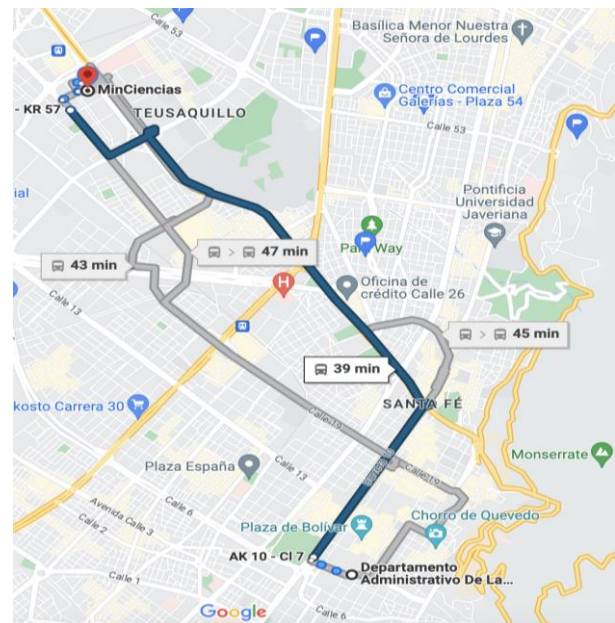 Calle 53
Basílica Menor Nuestra
Señora de Lourdes
MinCiencias
Centro Comercial
Galerías - Plaza 54
- KR 57
TEUSAQUILLO
Calle 53
Pontificia
Universidad
Javeriana
ial
47 min
Park Way
43 min
H
Oficina de
crédito Calle 26
Calle 13
45 min
39 min
SANTA FÉ
kosto Carrera 30
Calle 19
Monserrate
Plaza España
Calle 13
Calle 19
Calle 6
Chorro de Quevedo
Avenida Calle 3
Plaza de Bolívar
Calle 2
AK 10 - Cl 7
Departamento
Administrativo De La...
Calle 1
Calle 6
Google